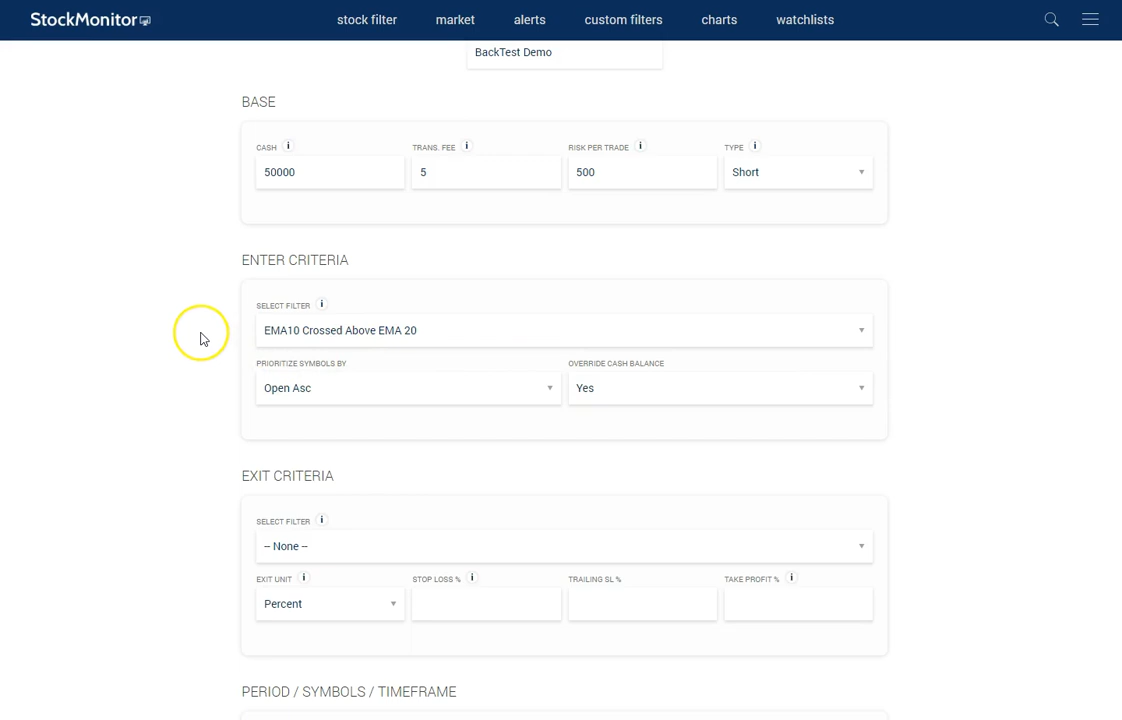 StockMonitor
stock filter market alerts custom filters charts watchlists
BackTest Demo
BASE
CASH i TRANS. FEE i RISK PER TRADE i TYPE i
50000 5 500 Short
ENTER CRITERIA
SELECT FILTER i
EMA10 Crossed Above EMA 20
PRIORITIZE SYMBOLS BY OVERRIDE CASH BALANCE
Open Asc Yes
EXIT CRITERIA
SELECT FILTER i
-- None --
EXIT UNIT i STOP LOSS % i TRAILING SL % TAKE PROFIT % i
Percent
PERIOD / SYMBOLS / TIMEFRAME